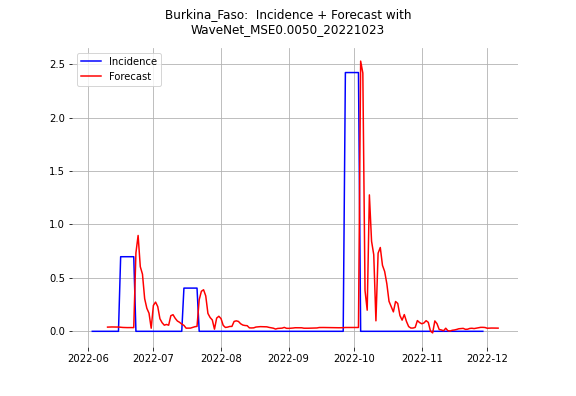 Burkina_Faso:  Incidence + Forecast with
WaveNet_MSE0.0050_20221023
Incidence
Forecast
2.5
2.0
1.5
1.0
0.5
0.0
2022-06 2022-07 2022-08 2022-09 2022-10 2022-11 2022-12